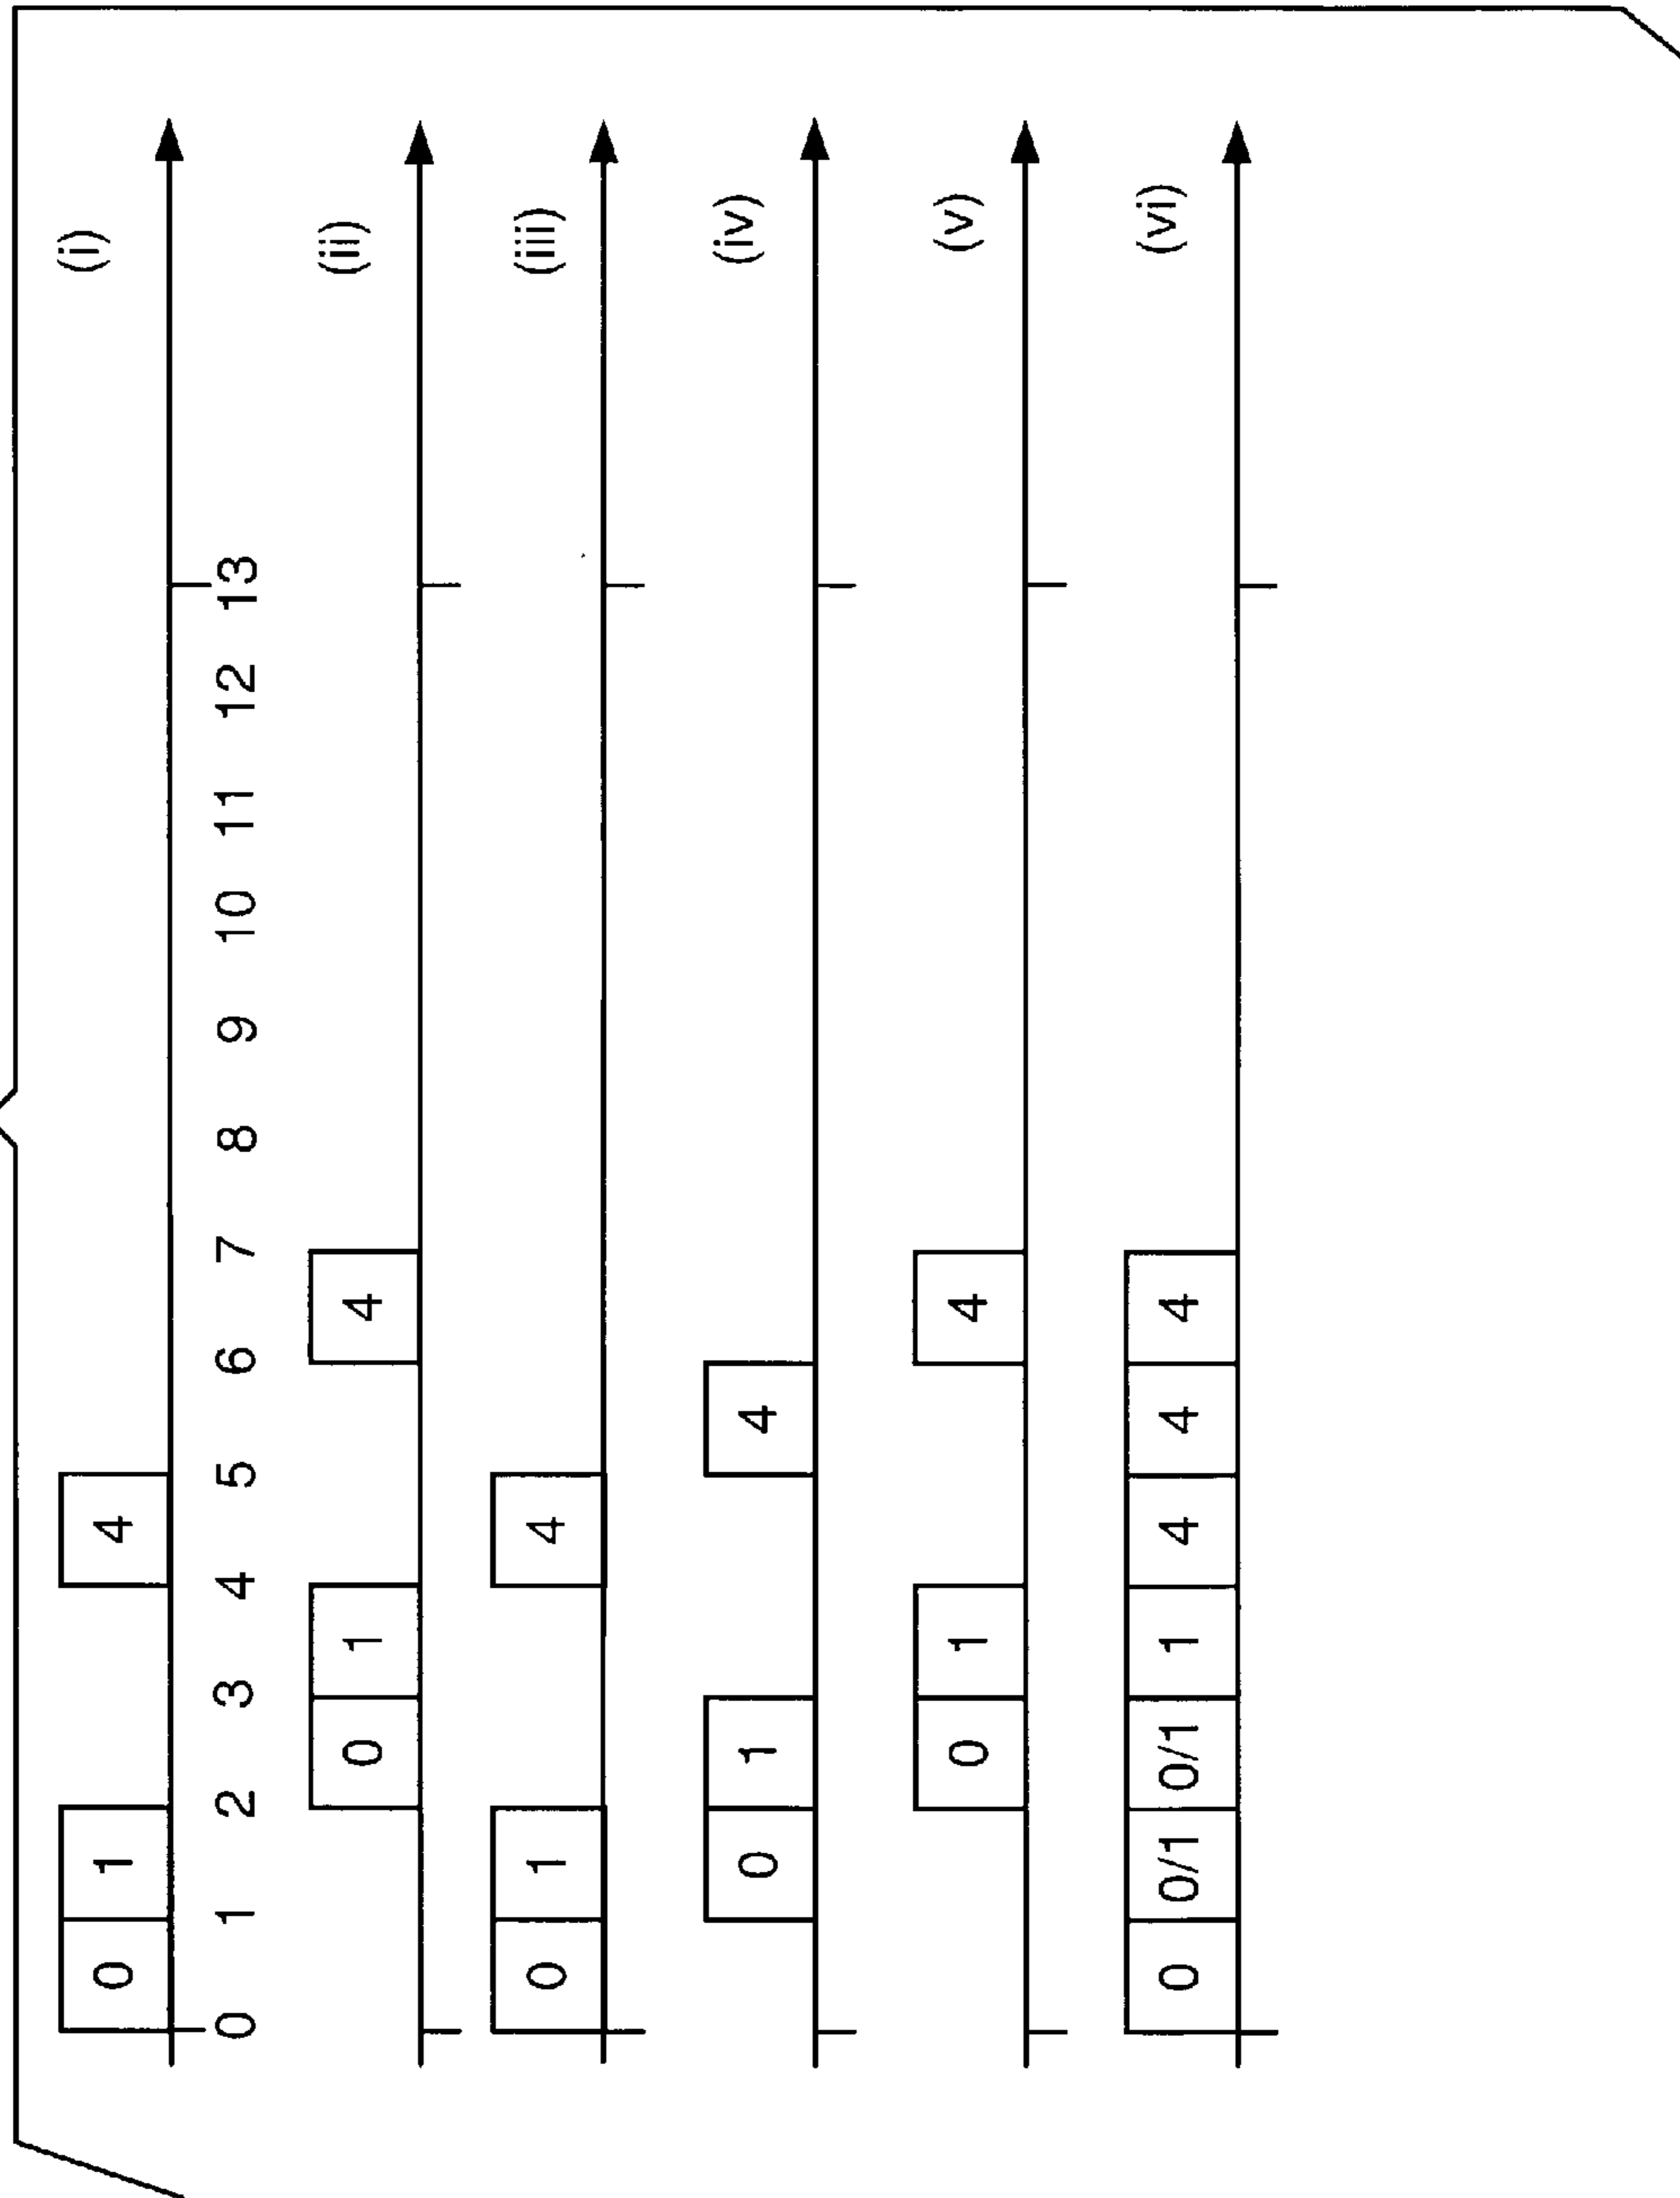 0 1 4 (i)
0 1 2 3 4 5 6 7 8 9 10 11 12 13
0 1 4 (ii)
0 1 4 (iii)
0 1 4 (iv)
0 1 4 (v)
0 0/1 0/1 1 4 4 4 (vi)